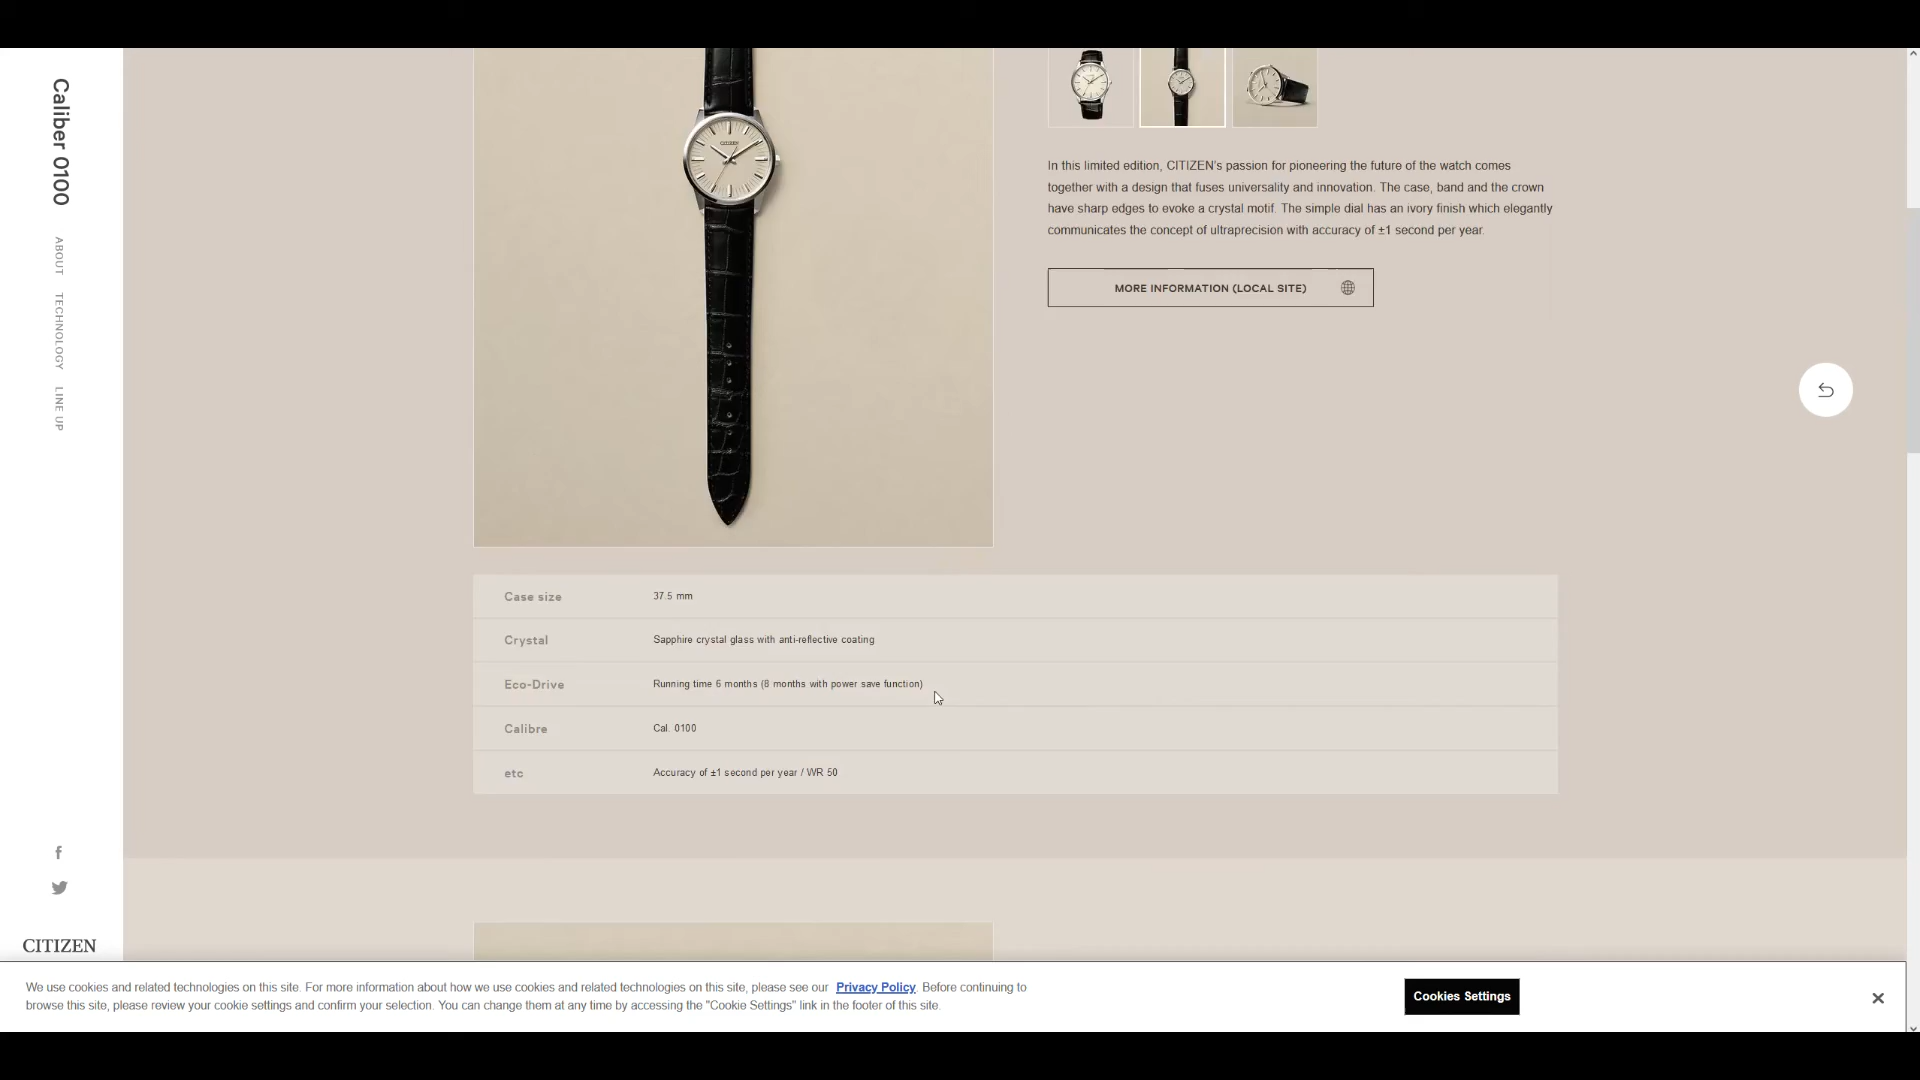 Caliber 0100
ABOUT
TECHNOLOGY
LINE UP
CITIZEN
In this limited edition, CITIZEN's passion for pioneering the future of the watch comes
together with a design that fuses universality and innovation. The case, band and the crown
have sharp edges to evoke a crystal motif. The simple dial has an ivory finish which elegantly
communicates the concept of ultraprecision with accuracy of ±1 second per year.
MORE INFORMATION (LOCAL SITE)
Case size 37.5 mm
Crystal Sapphire crystal glass with anti-reflective coating
Eco-Drive Running time 6 months (8 months with power save function)
Calibre Cal. 0100
etc Accuracy of ±1 second per year / WR 50
CITIZEN
We use cookies and related technologies on this site. For more information about how we use cookies and related technologies on this site, please see our Privacy Policy. Before continuing to
browse this site, please review your cookie settings and confirm your selection. You can change them at any time by accessing the "Cookie Settings" link in the footer of this site.
Cookies Settings